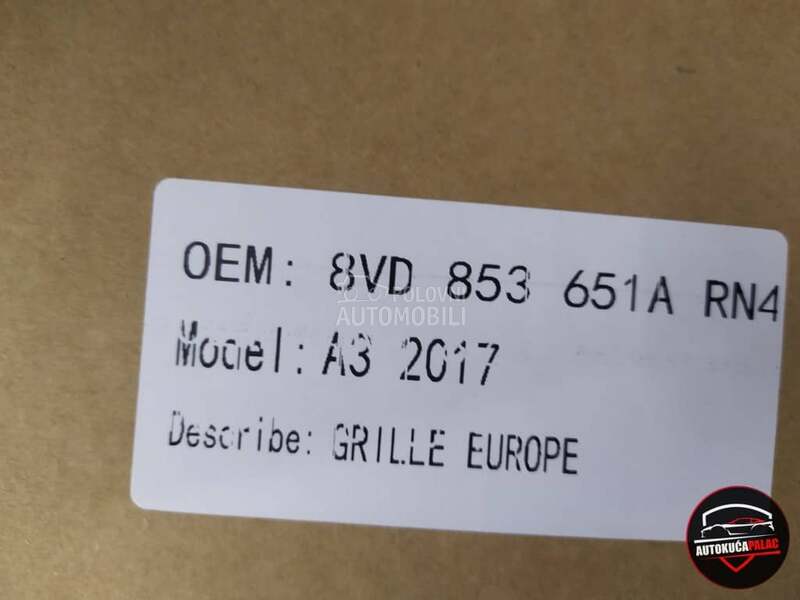 OEM: 8VD 853 651A RN4
POLOVNI
AUTOMOBILI
Model: A3 2017
Describe: GRILLE EUROPE
AUTOKUĆAPALAC